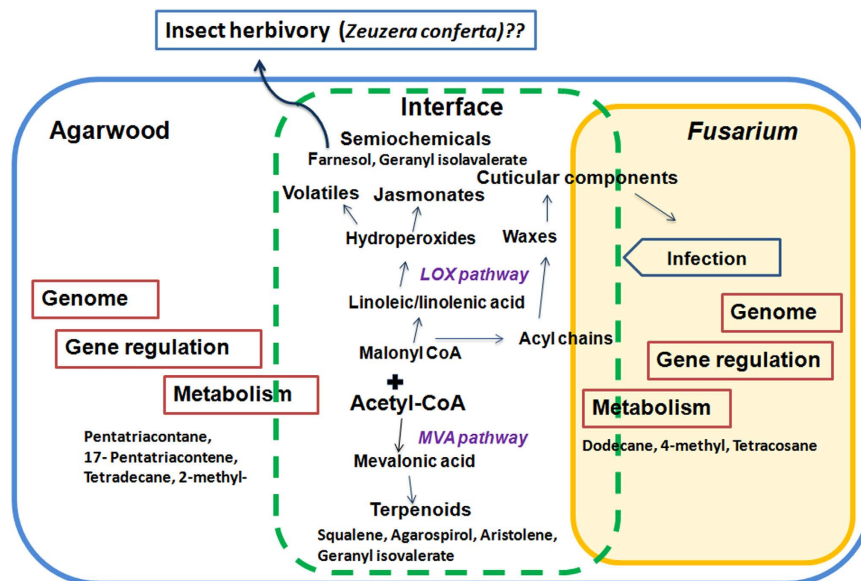 Insect herbivory (Zeuzera conferta)??
Agarwood
Interface
Fusarium
Semiochemicals
Farnesol, Geranyl isolavalerate
Cuticular components
Volatiles
Jasmonates
Hydroperoxides
Waxes
Infection
LOX pathway
Genome
Linoleic/linolenic acid
Genome
Gene regulation
Malonyl CoA
Acyl chains
Gene regulation
Metabolism
+
Acetyl-CoA
Metabolism
Pentatriacontane,
17- Pentatriacontene,
Tetradecane, 2-methyl-
MVA pathway
Mevalonic acid
Dodecane, 4-methyl, Tetracosane
Terpenoids
Squalene, Agarospirol, Aristolene,
Geranyl isovalerate